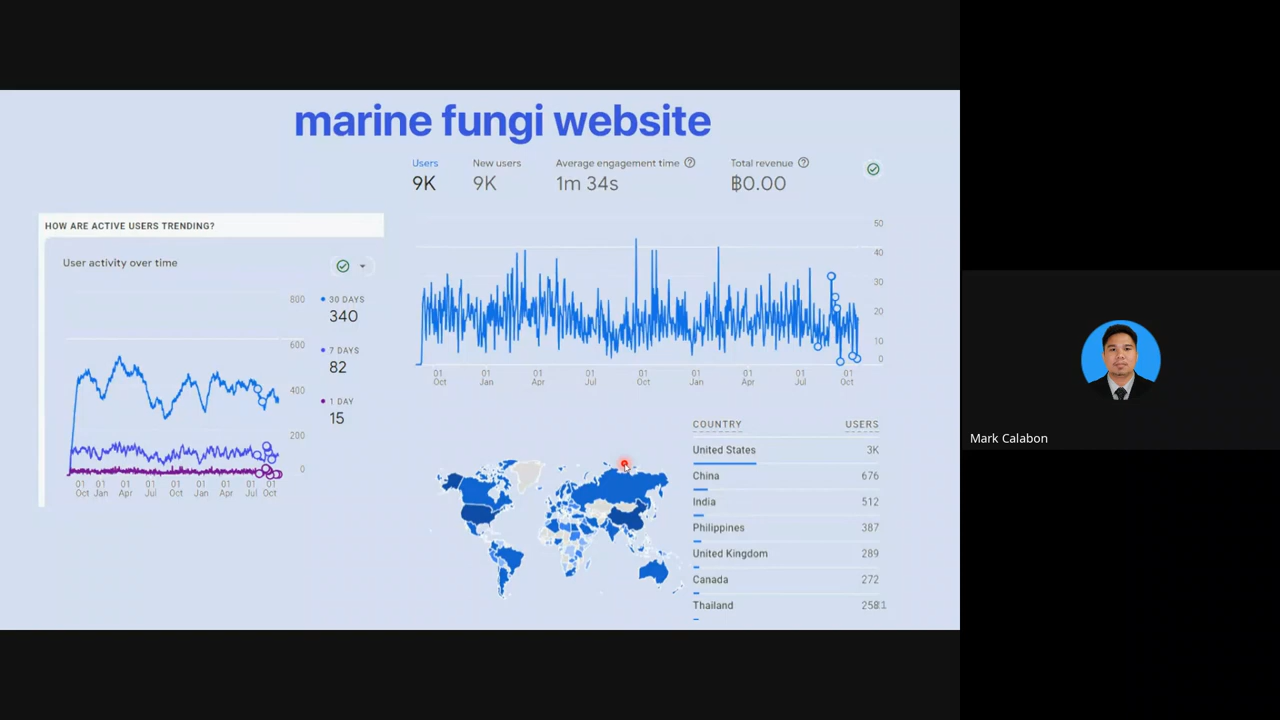 marine fungi website
Users New users Average engagement time Total revenue
9K 9K 1m 34s ฿0.00
HOW ARE ACTIVE USERS TRENDING?
User activity over time
800
600
400
200
0
30 DAYS
340
7 DAYS
82
1 DAY
15
01 Oct 01 Jan 01 Apr 01 Jul 01 Oct 01 Jan 01 Apr 01 Jul 01 Oct
50
40
30
20
10
0
01 Oct 01 Jan 01 Apr 01 Jul 01 Oct 01 Jan 01 Apr 01 Jul 01 Oct
COUNTRY USERS
United States 3K
China 676
India 512
Philippines 387
United Kingdom 289
Canada 272
Thailand
Mark Calabon